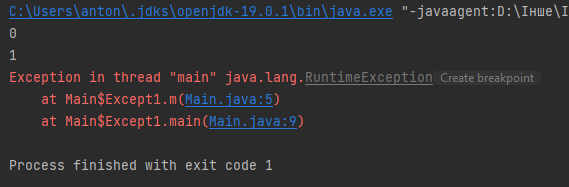 C:\Users\anton\.jdks\openjdk-19.0.1\bin\java.exe "-javaagent:D:\Інше\I
0
1
Exception in thread "main" java.lang.RuntimeException Create breakpoint
    at Main$Except1.m(Main.java:5)
    at Main$Except1.main(Main.java:9)
Process finished with exit code 1